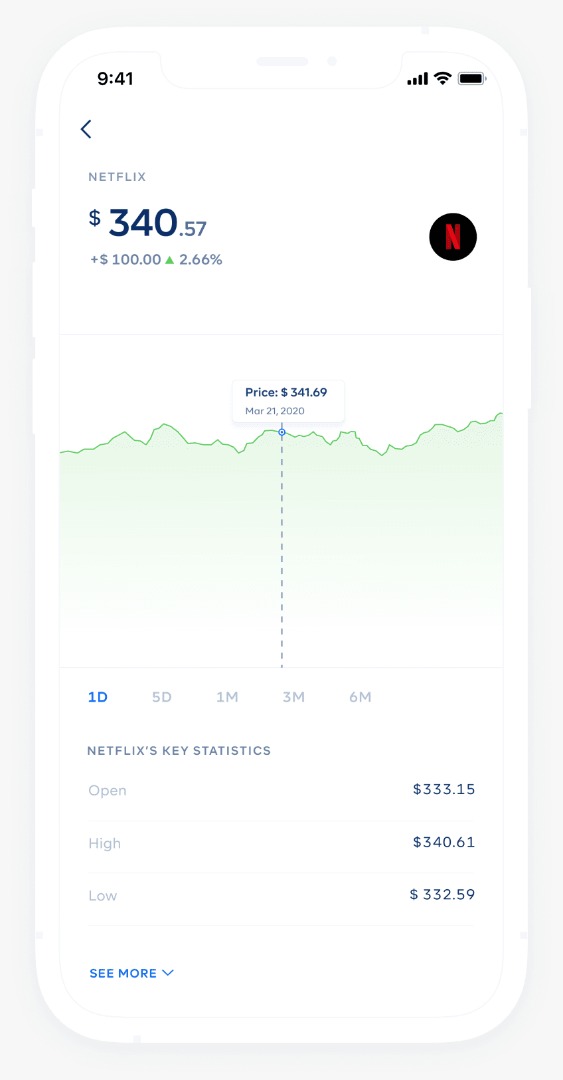 9:41
NETFLIX
$ 340.57
+$ 100.00 ▲ 2.66%
N
Price: $ 341.69
Mar 21, 2020
1D 5D 1M 3M 6M
NETFLIX'S KEY STATISTICS
Open $333.15
High $340.61
Low $ 332.59
SEE MORE